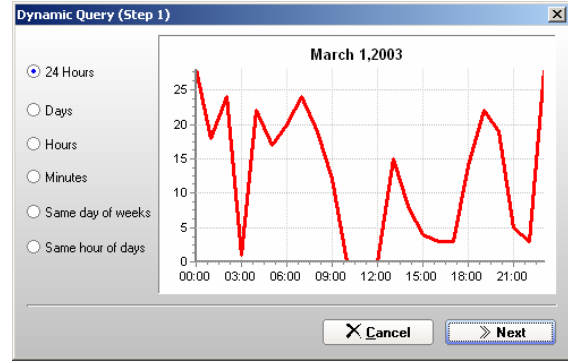 Dynamic Query (Step 1)
March 1,2003
24 Hours
Days
Hours
Minutes
Same day of weeks
Same hour of days
25
20
15
10
5
0
00:00 03:00 06:00 09:00 12:00 15:00 18:00 21:00
Cancel
Next